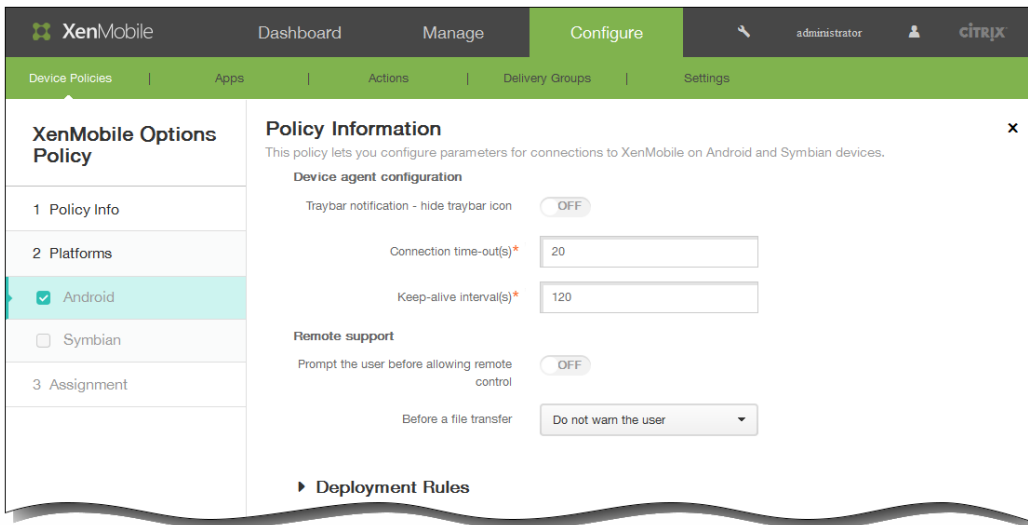 XenMobile Dashboard Manage Configure administrator CİTRIX
Device Policies | Apps | Actions | Delivery Groups | Settings
XenMobile Options
Policy
1 Policy Info
2 Platforms
Android
Symbian
3 Assignment
Policy Information
This policy lets you configure parameters for connections to XenMobile on Android and Symbian devices.
Device agent configuration
Traybar notification - hide traybar icon OFF
Connection time-out(s)* 20
Keep-alive interval(s)* 120
Remote support
Prompt the user before allowing remote
control OFF
Before a file transfer Do not warn the user
Deployment Rules